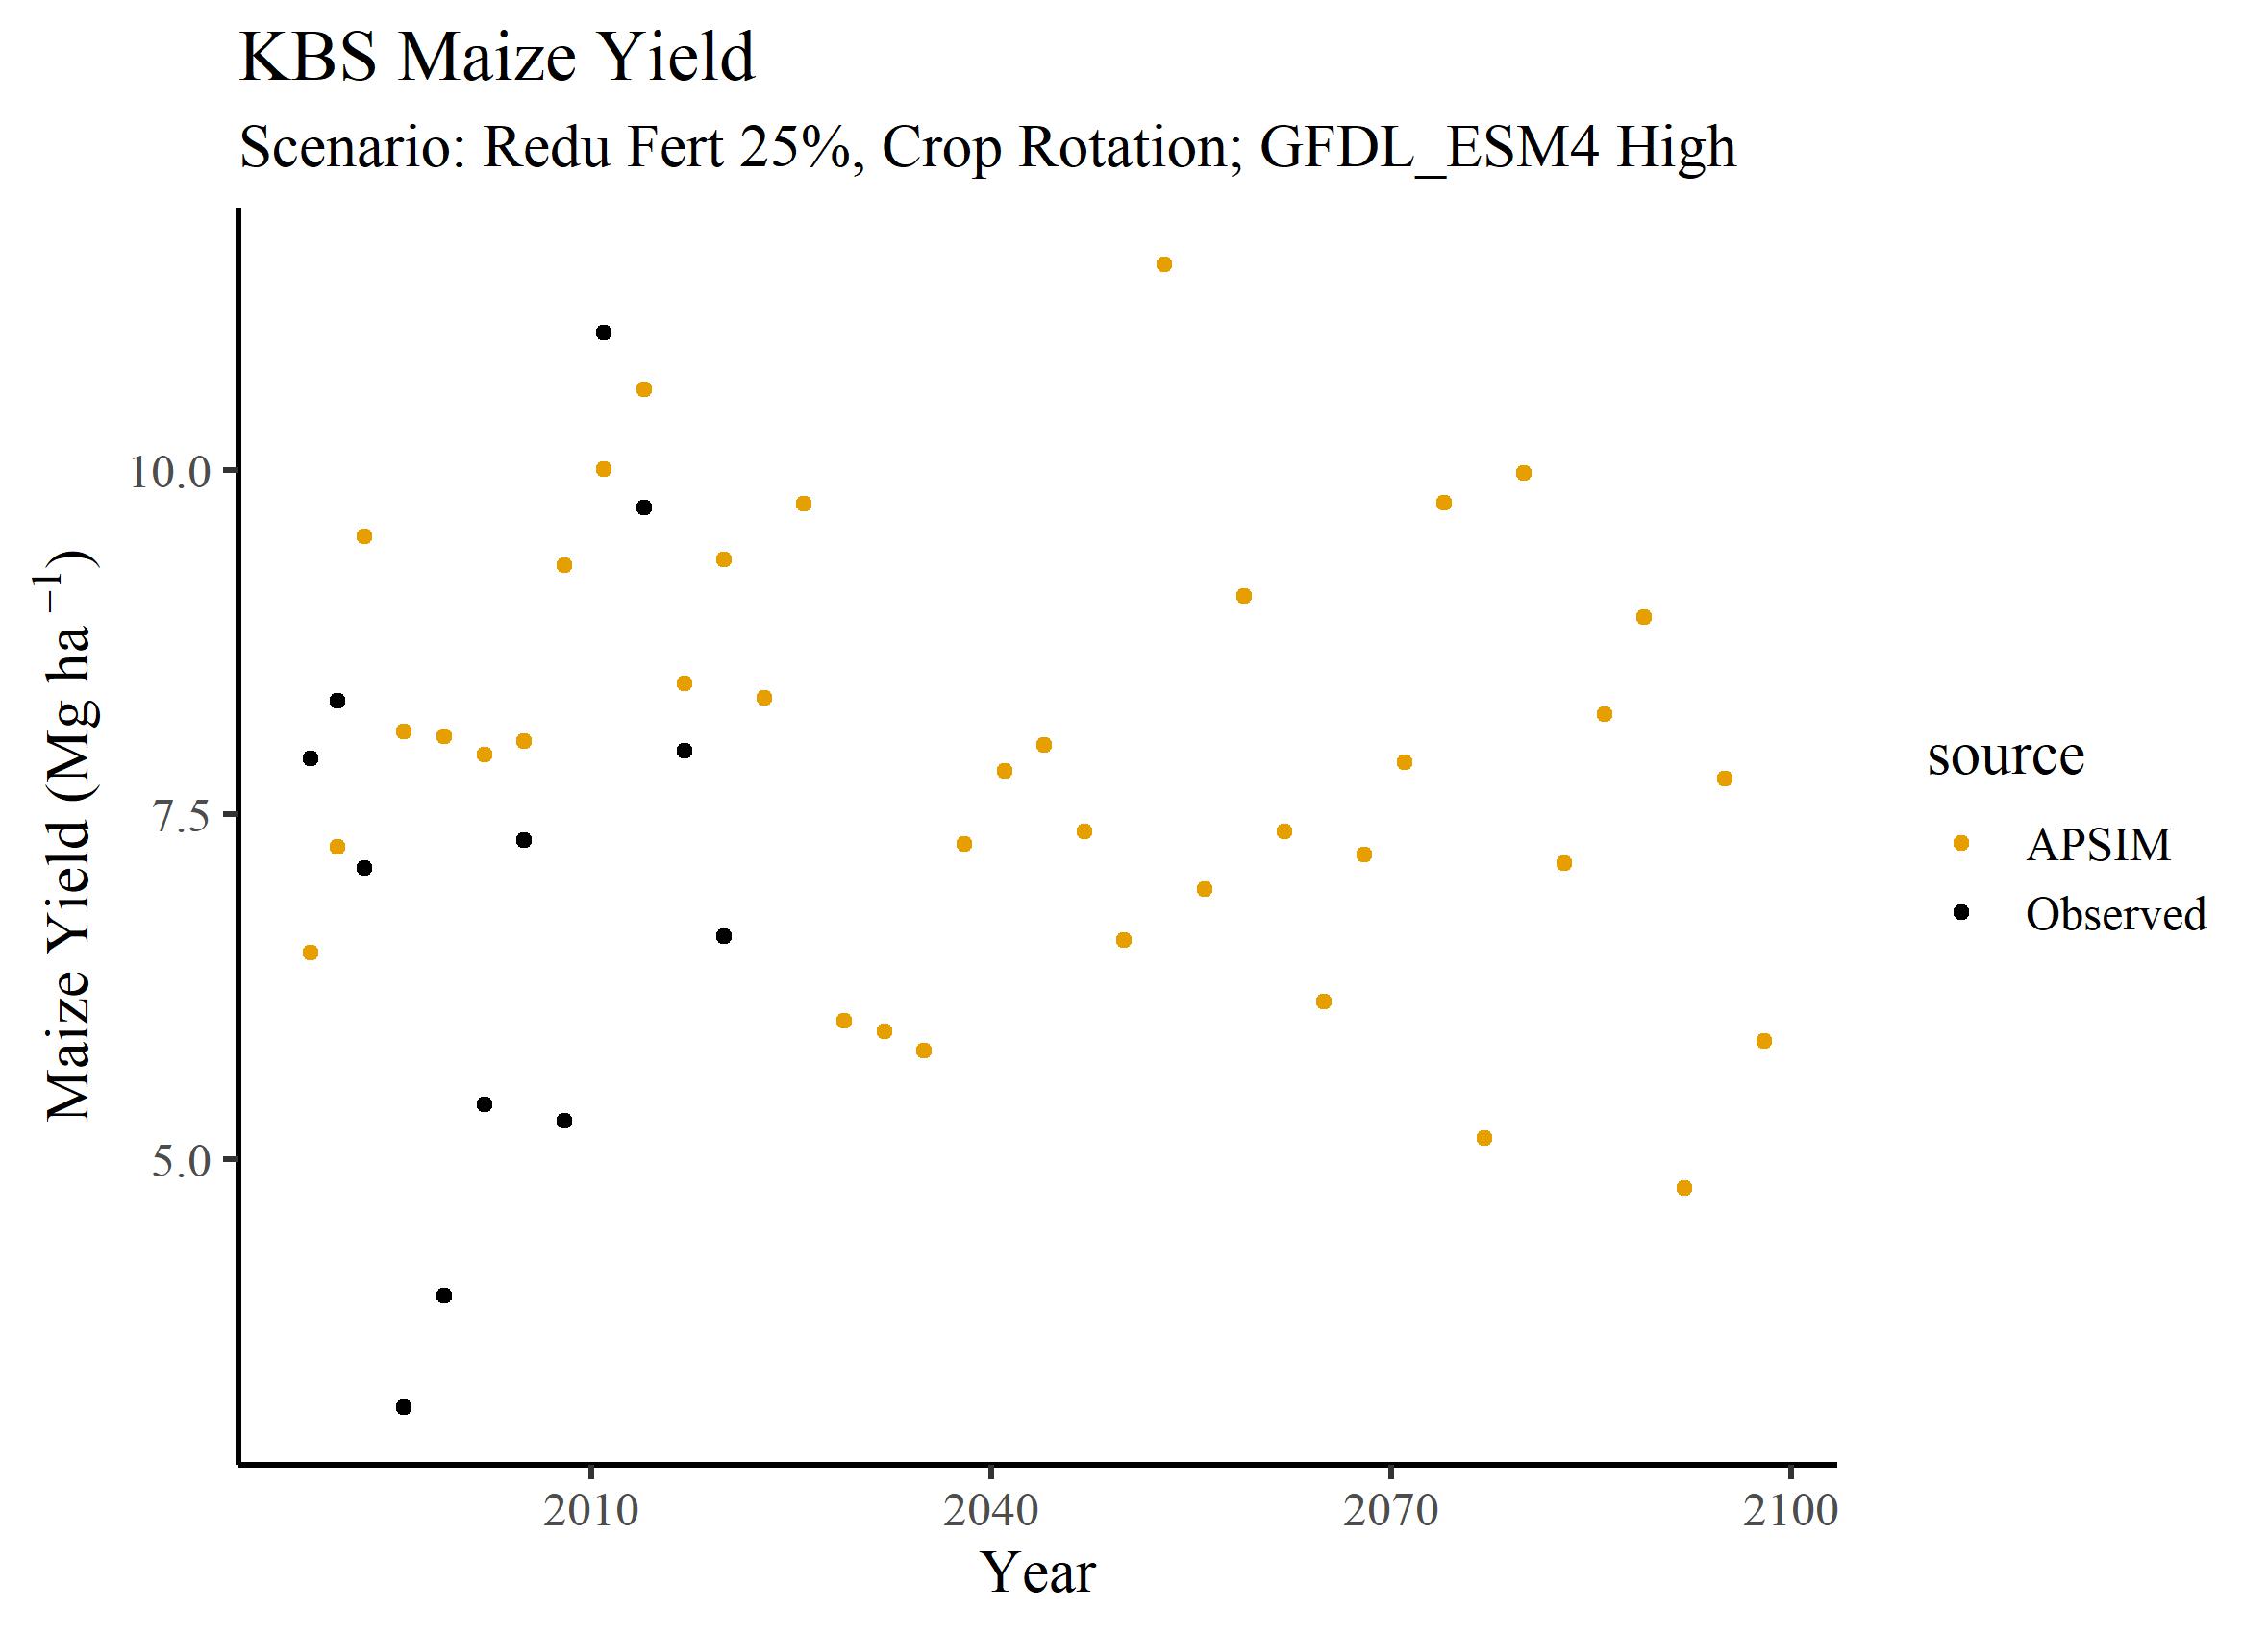 KBS Maize Yield
Scenario: Redu Fert 25%, Crop Rotation; GFDL_ESM4 High
Maize Yield (Mg ha⁻¹)
10.0
7.5
5.0
2010
2040
2070
2100
Year
source
APSIM
Observed